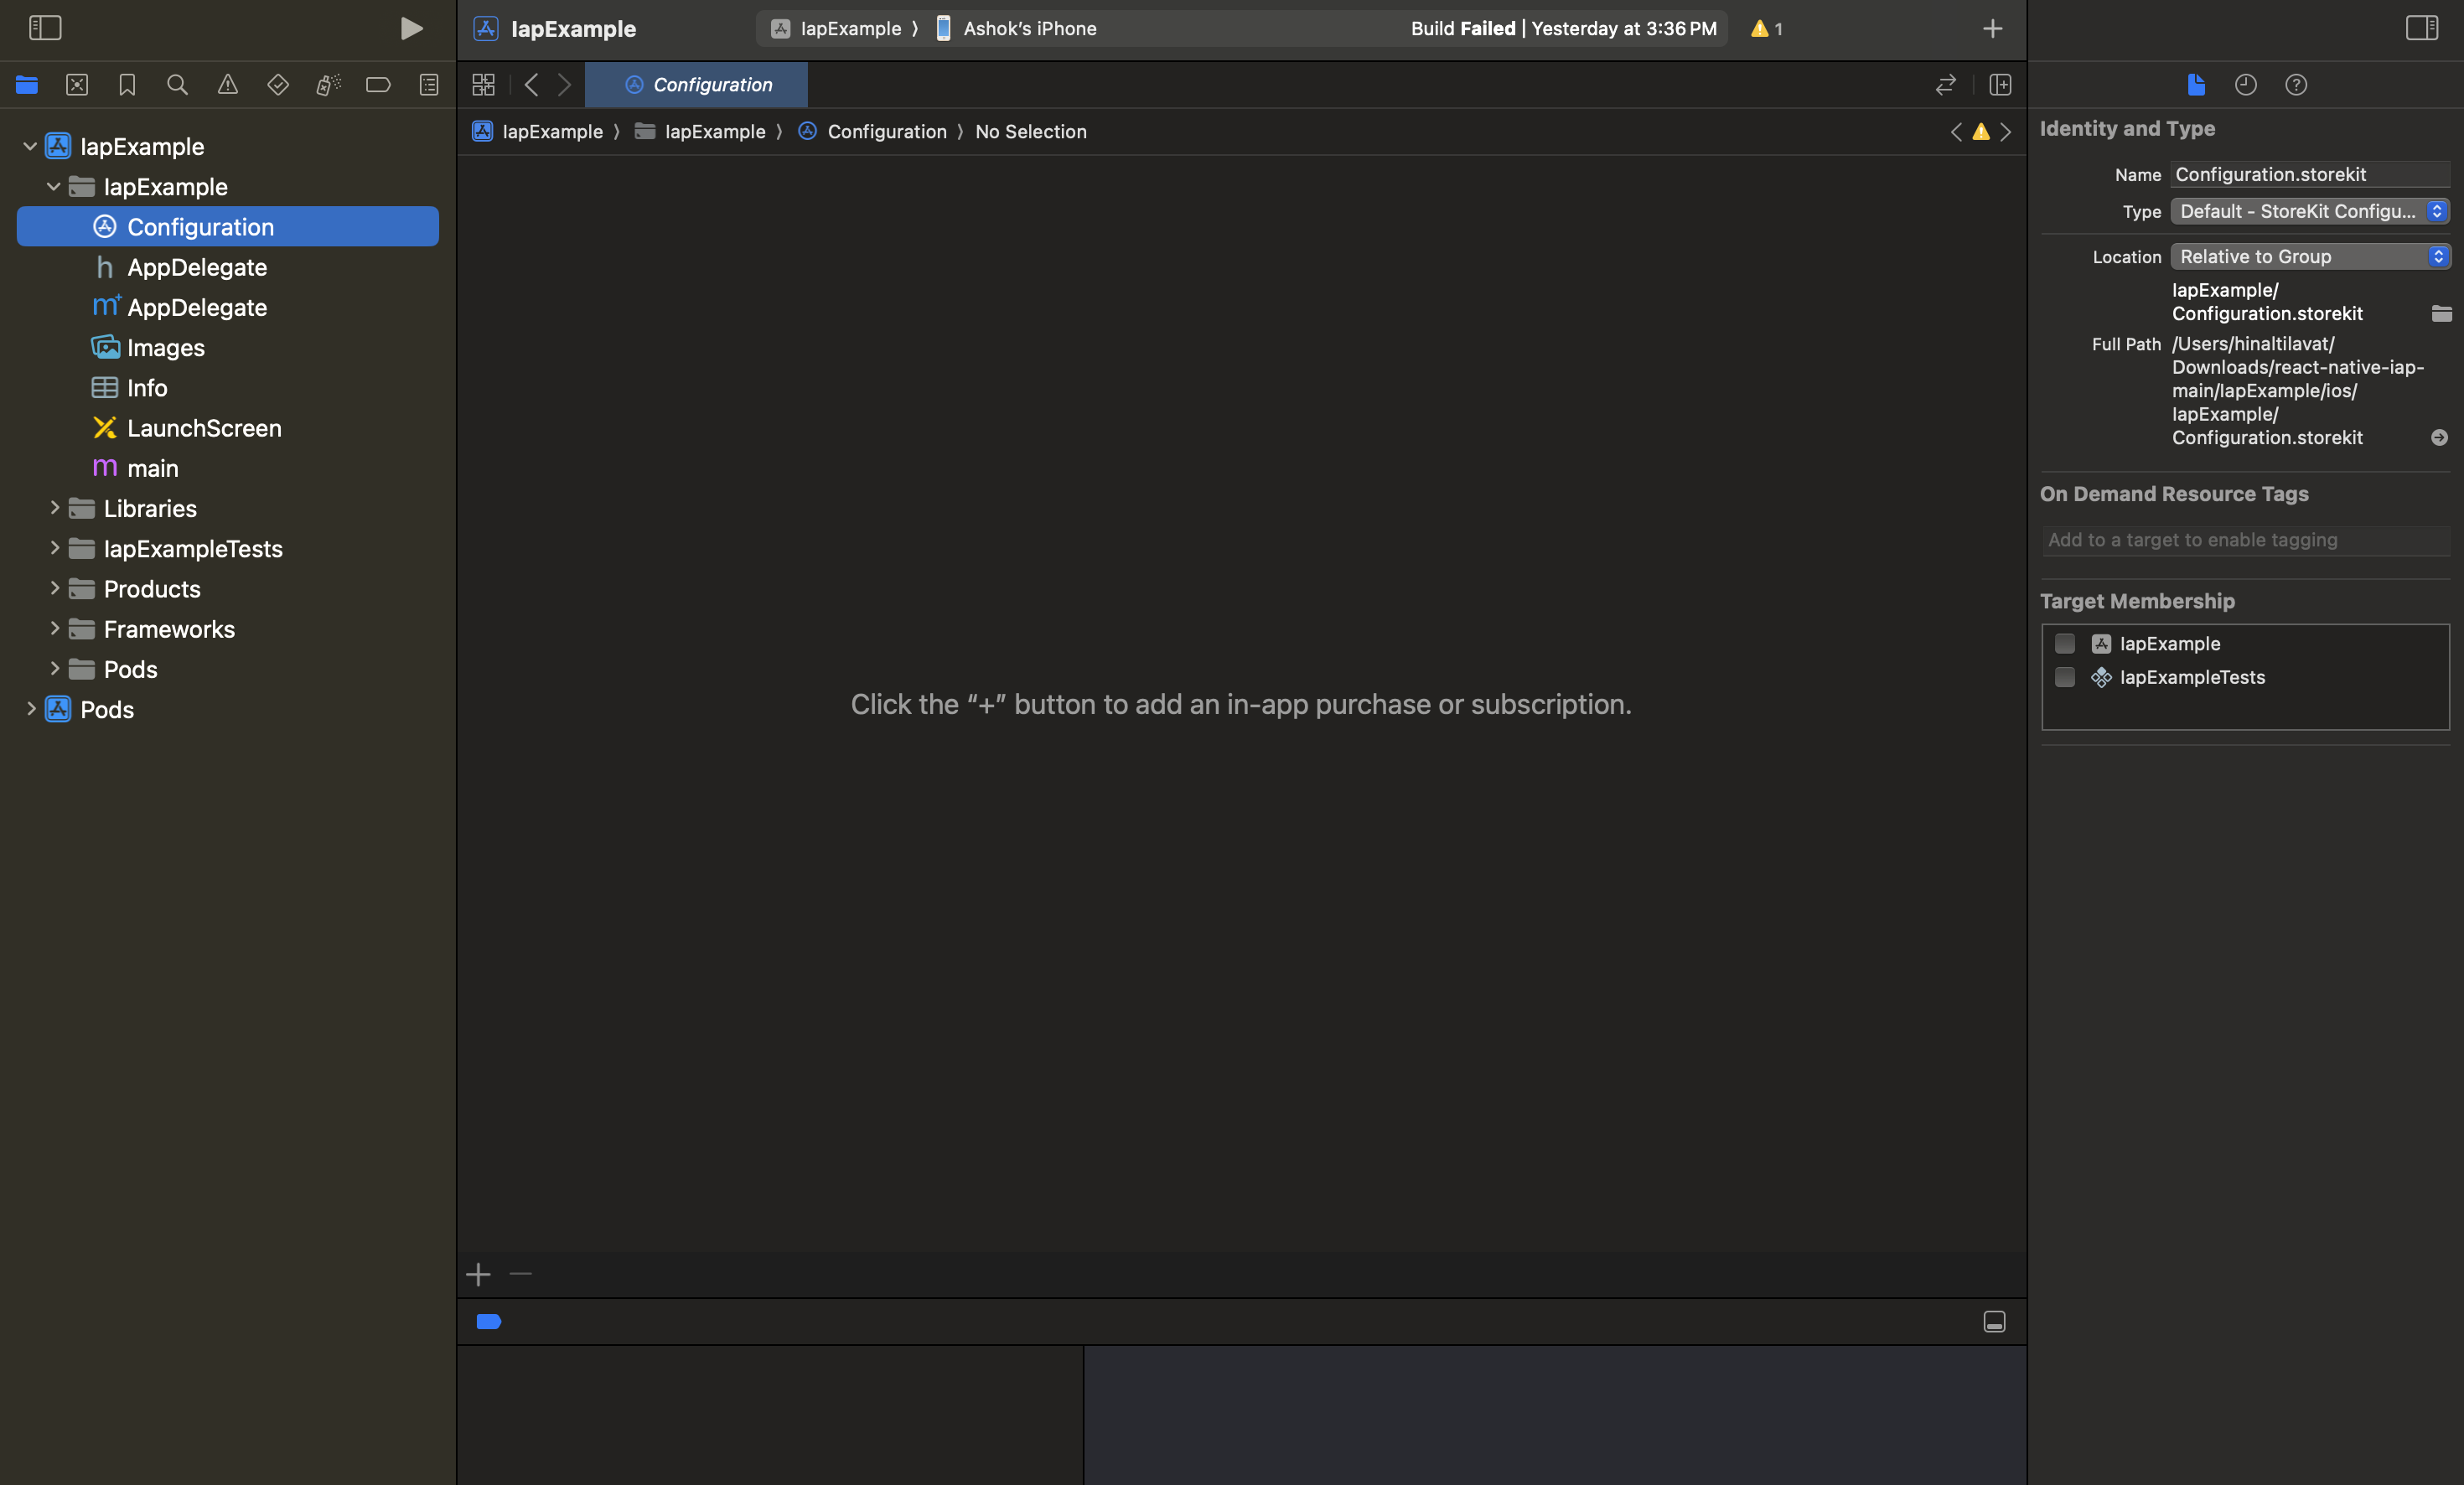 IapExample
IapExample 〉 Ashok's iPhone
Build Failed | Yesterday at 3:36 PM
1
Configuration
IapExample 〉 IapExample 〉 Configuration 〉 No Selection
IapExample
IapExample
Configuration
h AppDelegate
m+ AppDelegate
Images
Info
LaunchScreen
m main
Libraries
IapExampleTests
Products
Frameworks
Pods
Pods
Click the “+” button to add an in-app purchase or subscription.
Identity and Type
Name Configuration.storekit
Type Default - StoreKit Configu...
Location Relative to Group
IapExample/
Configuration.storekit
Full Path /Users/hinaltilavat/
Downloads/react-native-iap-
main/IapExample/ios/
IapExample/
Configuration.storekit
On Demand Resource Tags
Add to a target to enable tagging
Target Membership
IapExample
IapExampleTests